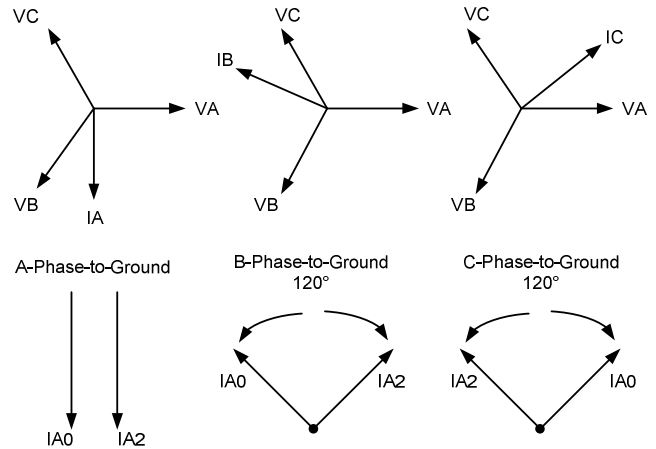 VC
VA
VB
IA
A-Phase-to-Ground
VC
IB
VA
VB
B-Phase-to-Ground
120°
VC
IC
VA
VB
C-Phase-to-Ground
120°
IA0
IA2
IA0
IA2
IA2
IA0